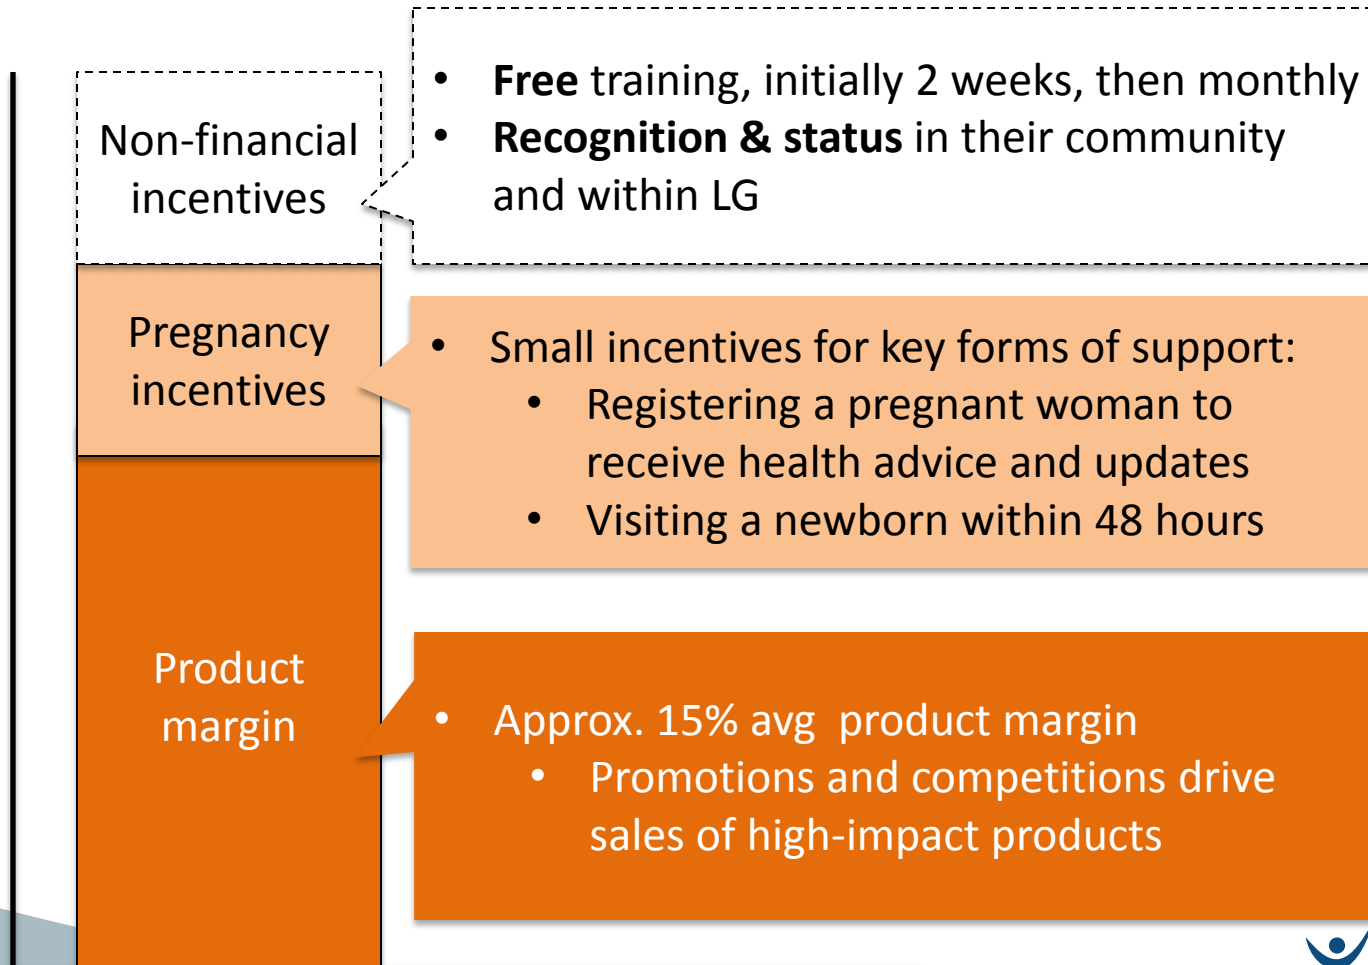 Non-financial
incentives
• Free training, initially 2 weeks, then monthly
• Recognition & status in their community
and within LG
Pregnancy
incentives
• Small incentives for key forms of support:
• Registering a pregnant woman to
receive health advice and updates
• Visiting a newborn within 48 hours
Product
margin
• Approx. 15% avg  product margin
• Promotions and competitions drive
sales of high-impact products